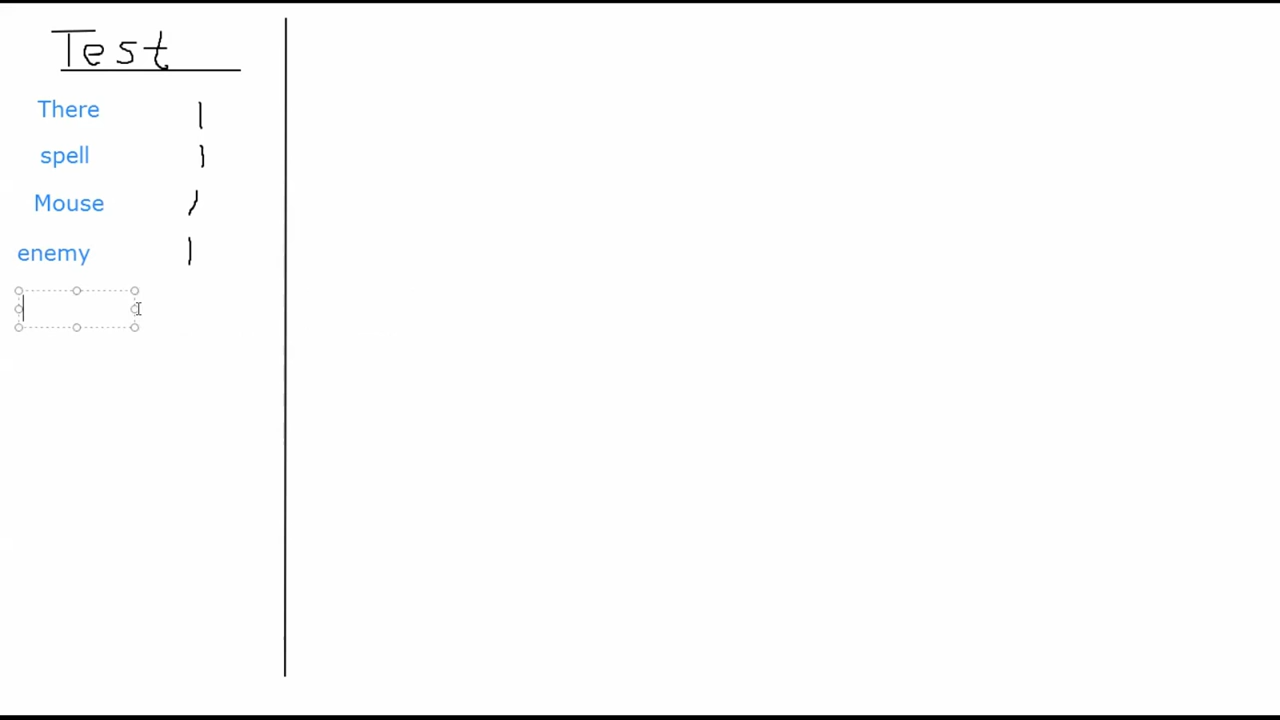 Test
There |
spell |
Mouse /
enemy |